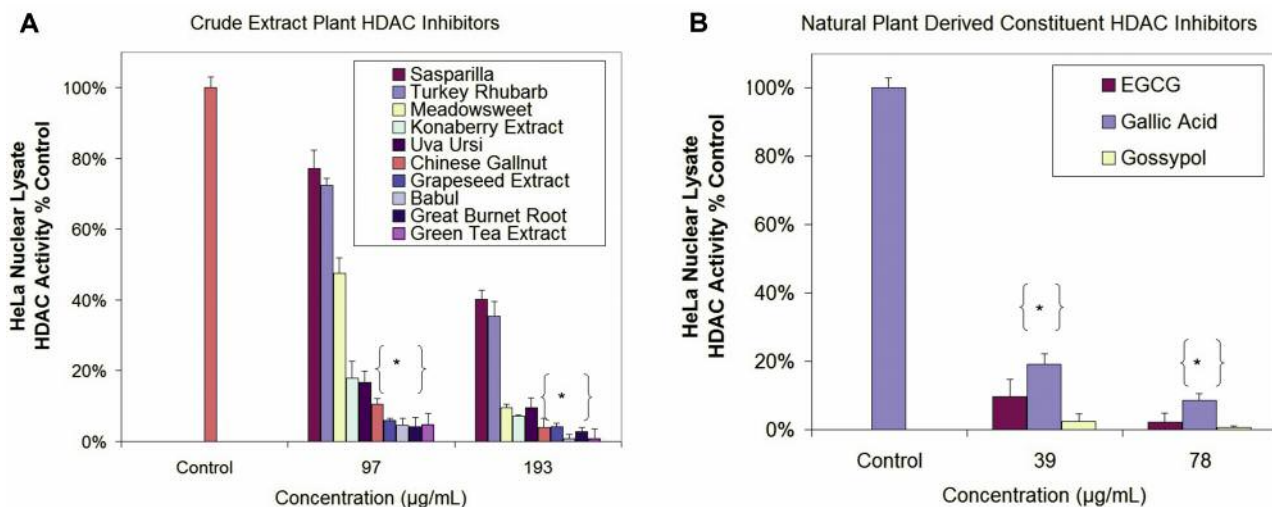 A
Crude Extract Plant HDAC Inhibitors
HeLa Nuclear Lysate
HDAC Activity % Control
100%
80%
60%
40%
20%
0%
Sasparilla
Turkey Rhubarb
Meadowsweet
Konaberry Extract
Uva Ursi
Chinese Gallnut
Grapeseed Extract
Babul
Great Burnet Root
Green Tea Extract
*
*
Control 97 193
Concentration (µg/mL)
B
Natural Plant Derived Constituent HDAC Inhibitors
HeLa Nuclear Lysate
HDAC Activity % Control
100%
80%
60%
40%
20%
0%
EGCG
Gallic Acid
Gossypol
*
*
Control 39 78
Concentration (µg/mL)